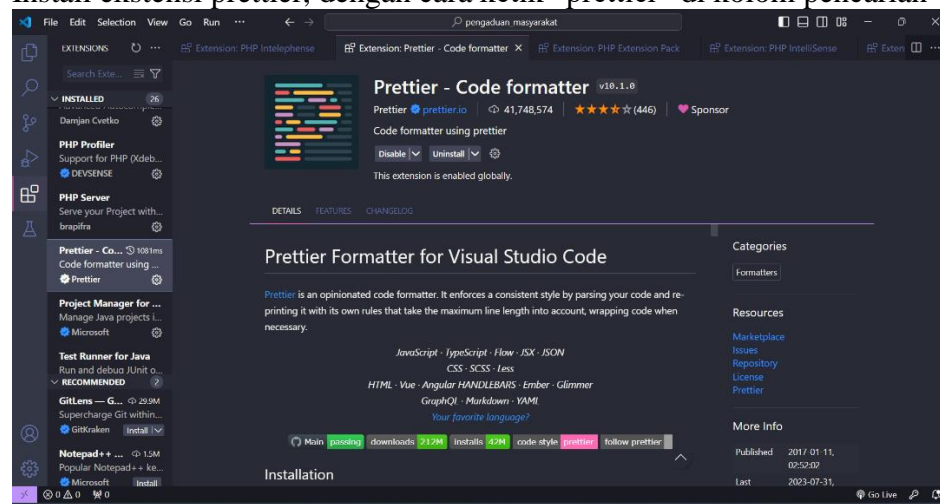 Install ekstensi prettier, dengan cara ketik "prettier" di kolom pencarian
File Edit Selection View Go Run ···
pengaduan masyarakat
EXTENSIONS
Extension: PHP Intelephense
Extension: Prettier - Code formatter
Extension: PHP Extension Pack
Extension: PHP IntelliSense
Exten
Search Exte...
INSTALLED 26
Damjan Cvetko
PHP Profiler
Support for PHP (Xdeb...
DEVSENSE
PHP Server
Serve your Project with...
brapifra
Prettier - Co... 1081ms
Code formatter using ...
Prettier
Project Manager for ...
Manage Java projects i...
Microsoft
Test Runner for Java
Run and debug JUnit o...
RECOMMENDED 2
GitLens — G... 29.9M
Supercharge Git within...
GitKraken Install
Notepad++ ... 1.5M
Popular Notepad++ ke...
Microsoft Install
Prettier - Code formatter v10.1.0
Prettier prettier.io 41,748,574 (446) Sponsor
Code formatter using prettier
Disable Uninstall
This extension is enabled globally.
DETAILS FEATURES CHANGELOG
Prettier Formatter for Visual Studio Code
Prettier is an opinionated code formatter. It enforces a consistent style by parsing your code and re-
printing it with its own rules that take the maximum line length into account, wrapping code when
necessary.
JavaScript · TypeScript · Flow · JSX · JSON
CSS · SCSS · Less
HTML · Vue · Angular HANDLEBARS · Ember · Glimmer
GraphQL · Markdown · YAML
Your favorite language?
Main passing downloads 212M installs 42M code style prettier follow prettier
Installation
Categories
Formatters
Resources
Marketplace
Issues
Repository
License
Prettier
More Info
Published 2017-01-11,
02:52:02
Last 2023-07-31,
0 0 0 Go Live